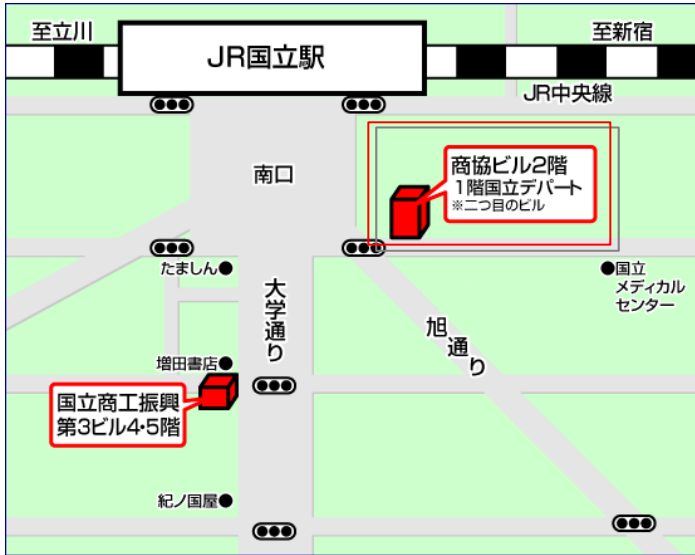 至立川
至新宿
JR国立駅
JR中央線
南口
商協ビル2階
1階国立デパート
※二つ目のビル
たましん
国立
メディカル
センター
大学通り
旭通り
増田書店
国立商工振興
第3ビル4・5階
紀ノ国屋